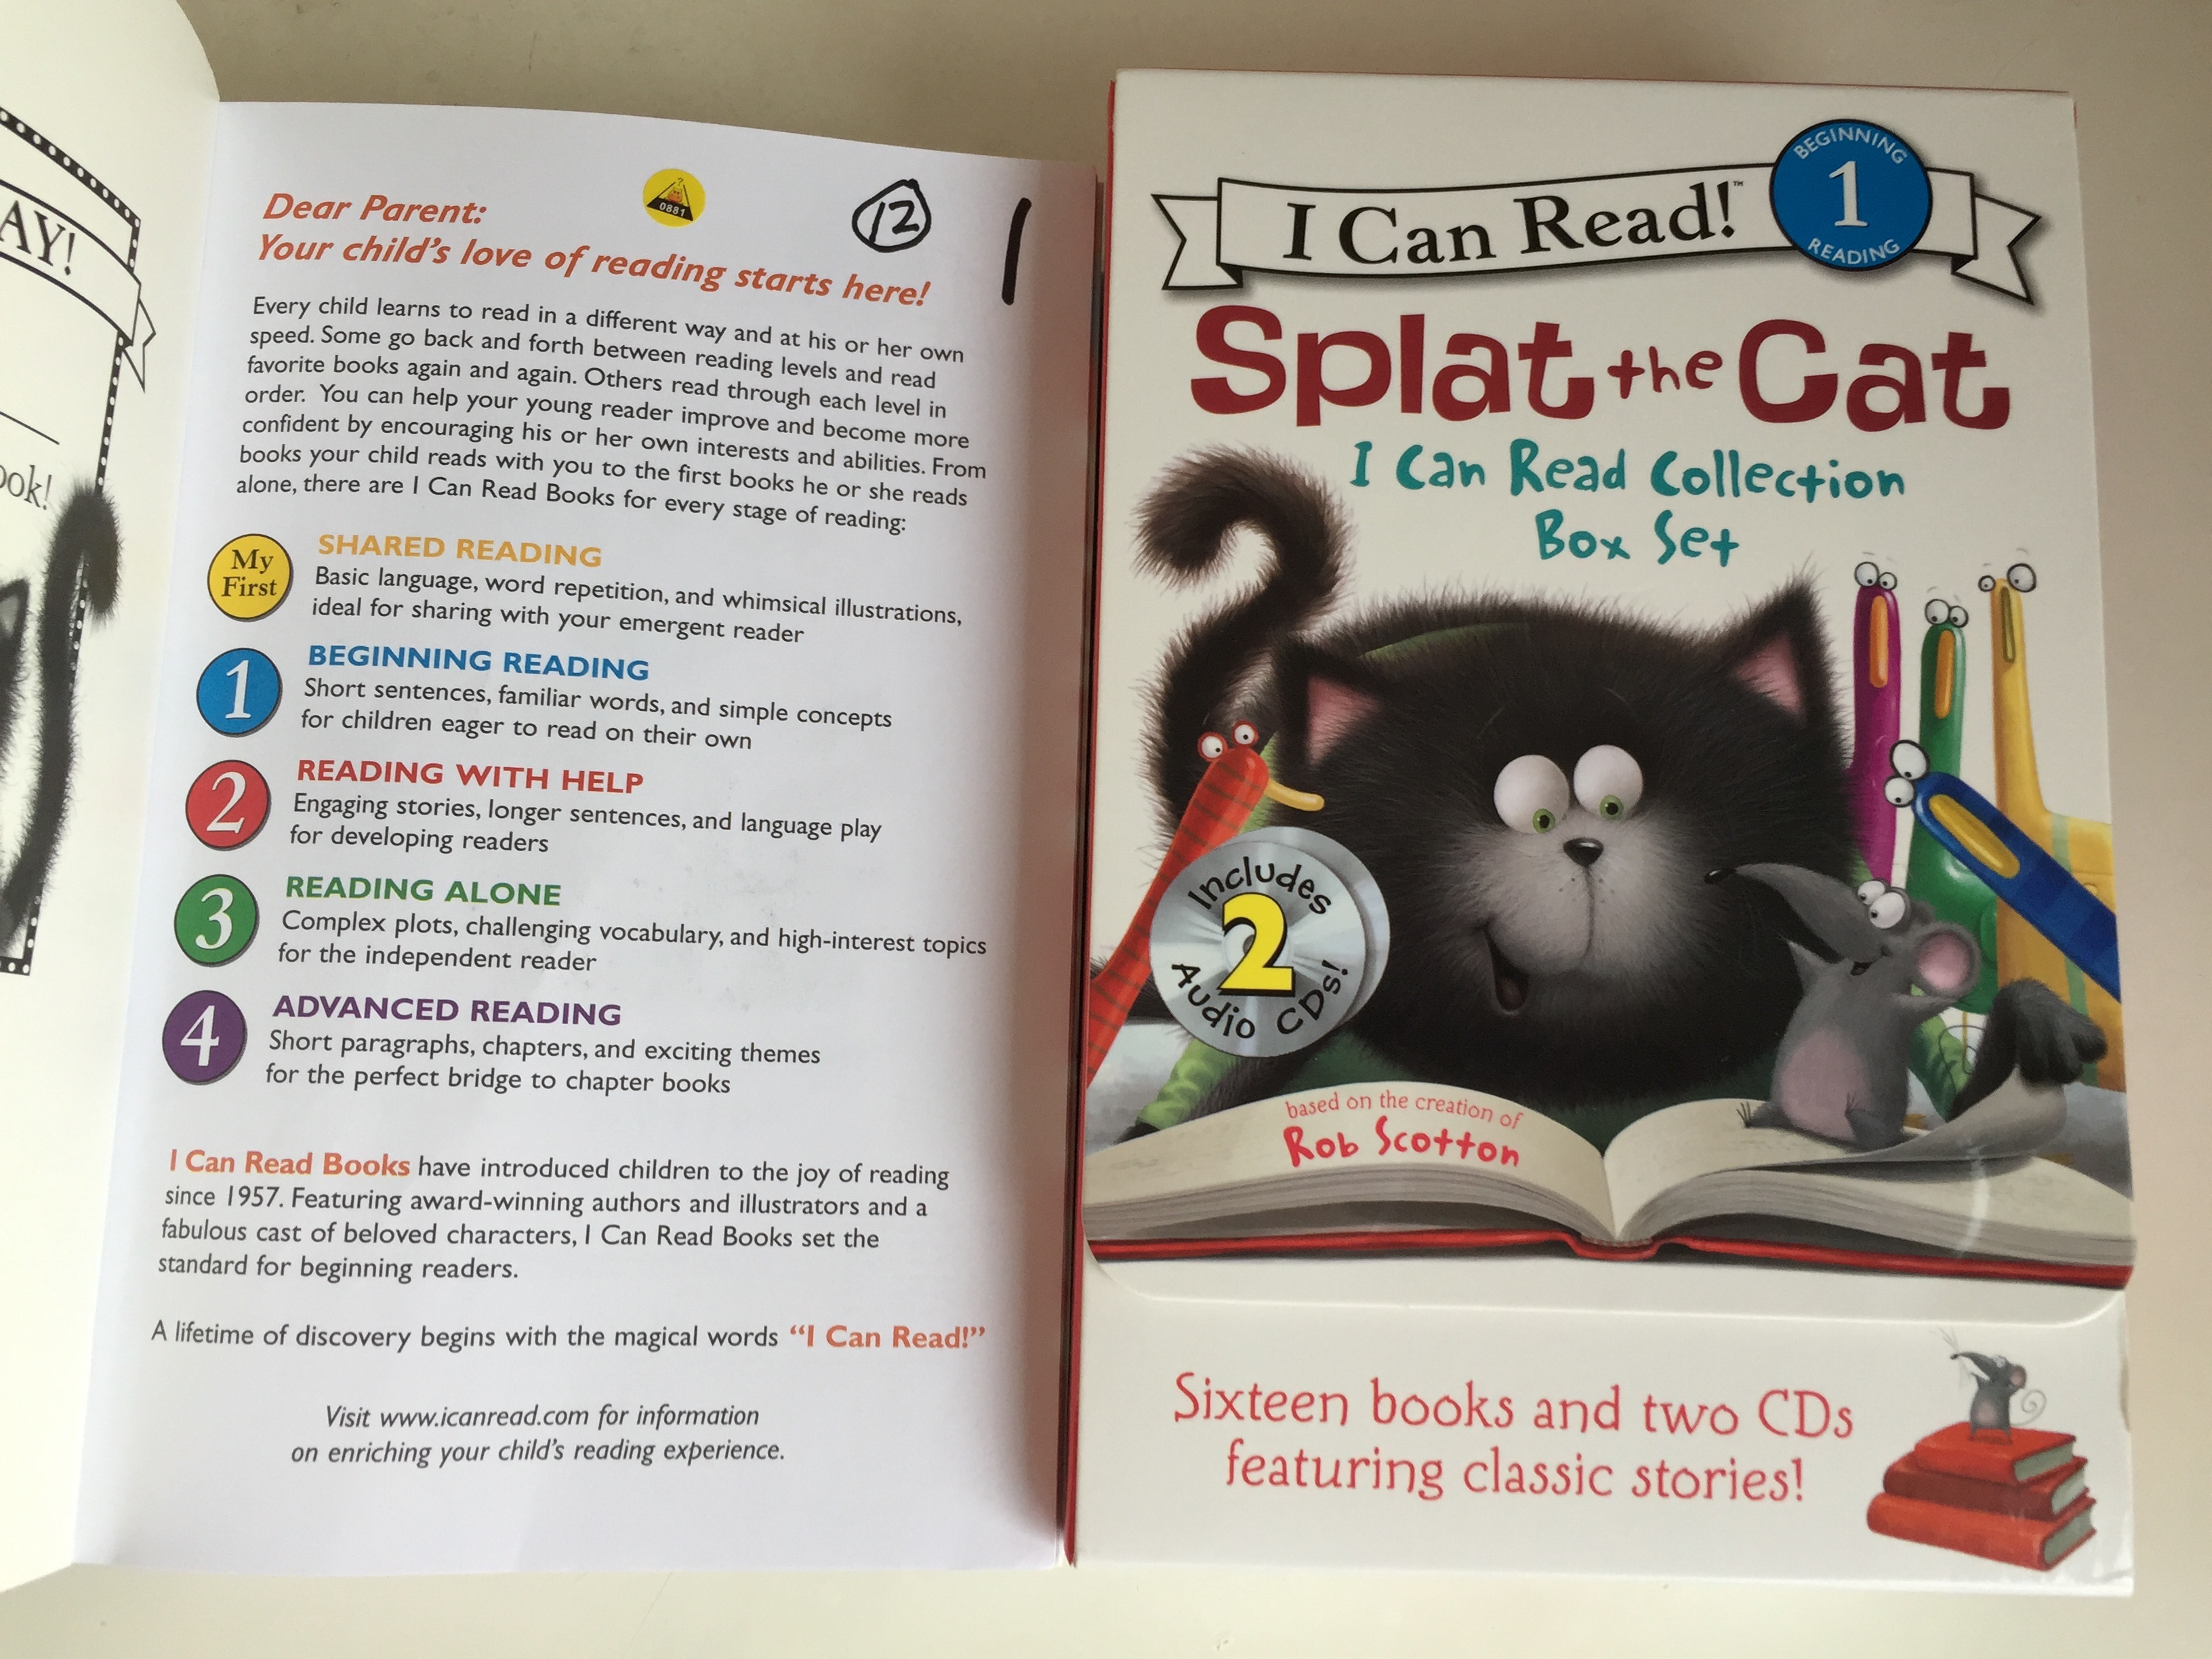 AY!
ook!
Dear Parent:
Your child's love of reading starts here!
0881
12
1
Every child learns to read in a different way and at his or her own
speed. Some go back and forth between reading levels and read
favorite books again and again. Others read through each level in
order. You can help your young reader improve and become more
confident by encouraging his or her own interests and abilities. From
books your child reads with you to the first books he or she reads
alone, there are I Can Read Books for every stage of reading:
My
First
SHARED READING
Basic language, word repetition, and whimsical illustrations,
ideal for sharing with your emergent reader
1
BEGINNING READING
Short sentences, familiar words, and simple concepts
for children eager to read on their own
2
READING WITH HELP
Engaging stories, longer sentences, and language play
for developing readers
3
READING ALONE
Complex plots, challenging vocabulary, and high-interest topics
for the independent reader
4
ADVANCED READING
Short paragraphs, chapters, and exciting themes
for the perfect bridge to chapter books
I Can Read Books have introduced children to the joy of reading
since 1957. Featuring award-winning authors and illustrators and a
fabulous cast of beloved characters, I Can Read Books set the
standard for beginning readers.
A lifetime of discovery begins with the magical words "I Can Read!"
Visit www.icanread.com for information
on enriching your child's reading experience.
I Can Read!™
BEGINNING
1
READING
Splat the Cat
I Can Read Collection
Box Set
Includes
2
Audio CDs!
based on the creation of
Rob Scotton
Sixteen books and two CDs
featuring classic stories!